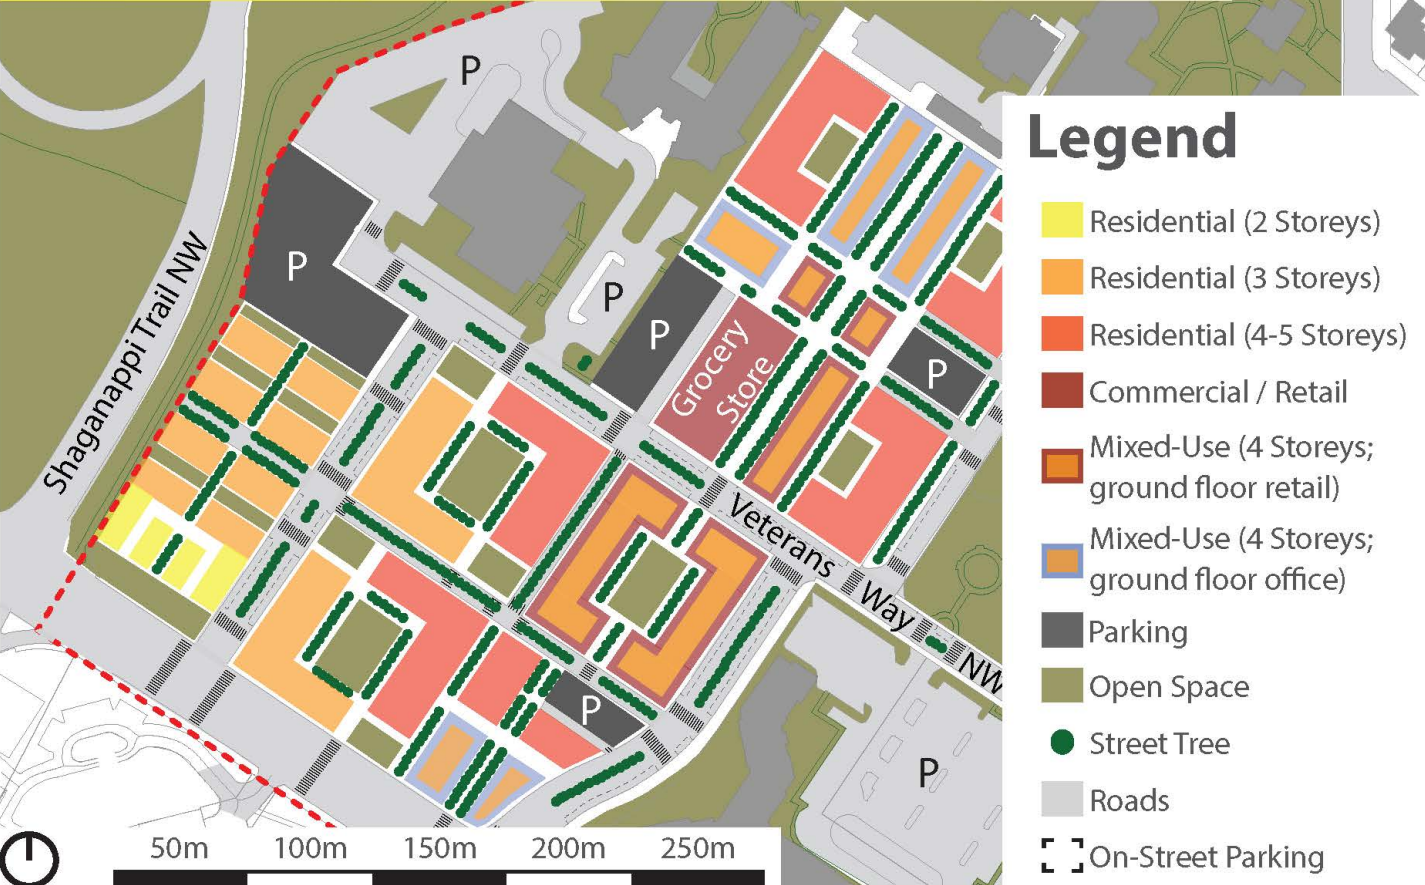 P
P
P
P
P
P
P
Shaganappi Trail NW
Grocery
Store
Veterans Way NW
Legend
Residential (2 Storeys)
Residential (3 Storeys)
Residential (4-5 Storeys)
Commercial / Retail
Mixed-Use (4 Storeys;
ground floor retail)
Mixed-Use (4 Storeys;
ground floor office)
Parking
Open Space
Street Tree
Roads
On-Street Parking
50m 100m 150m 200m 250m